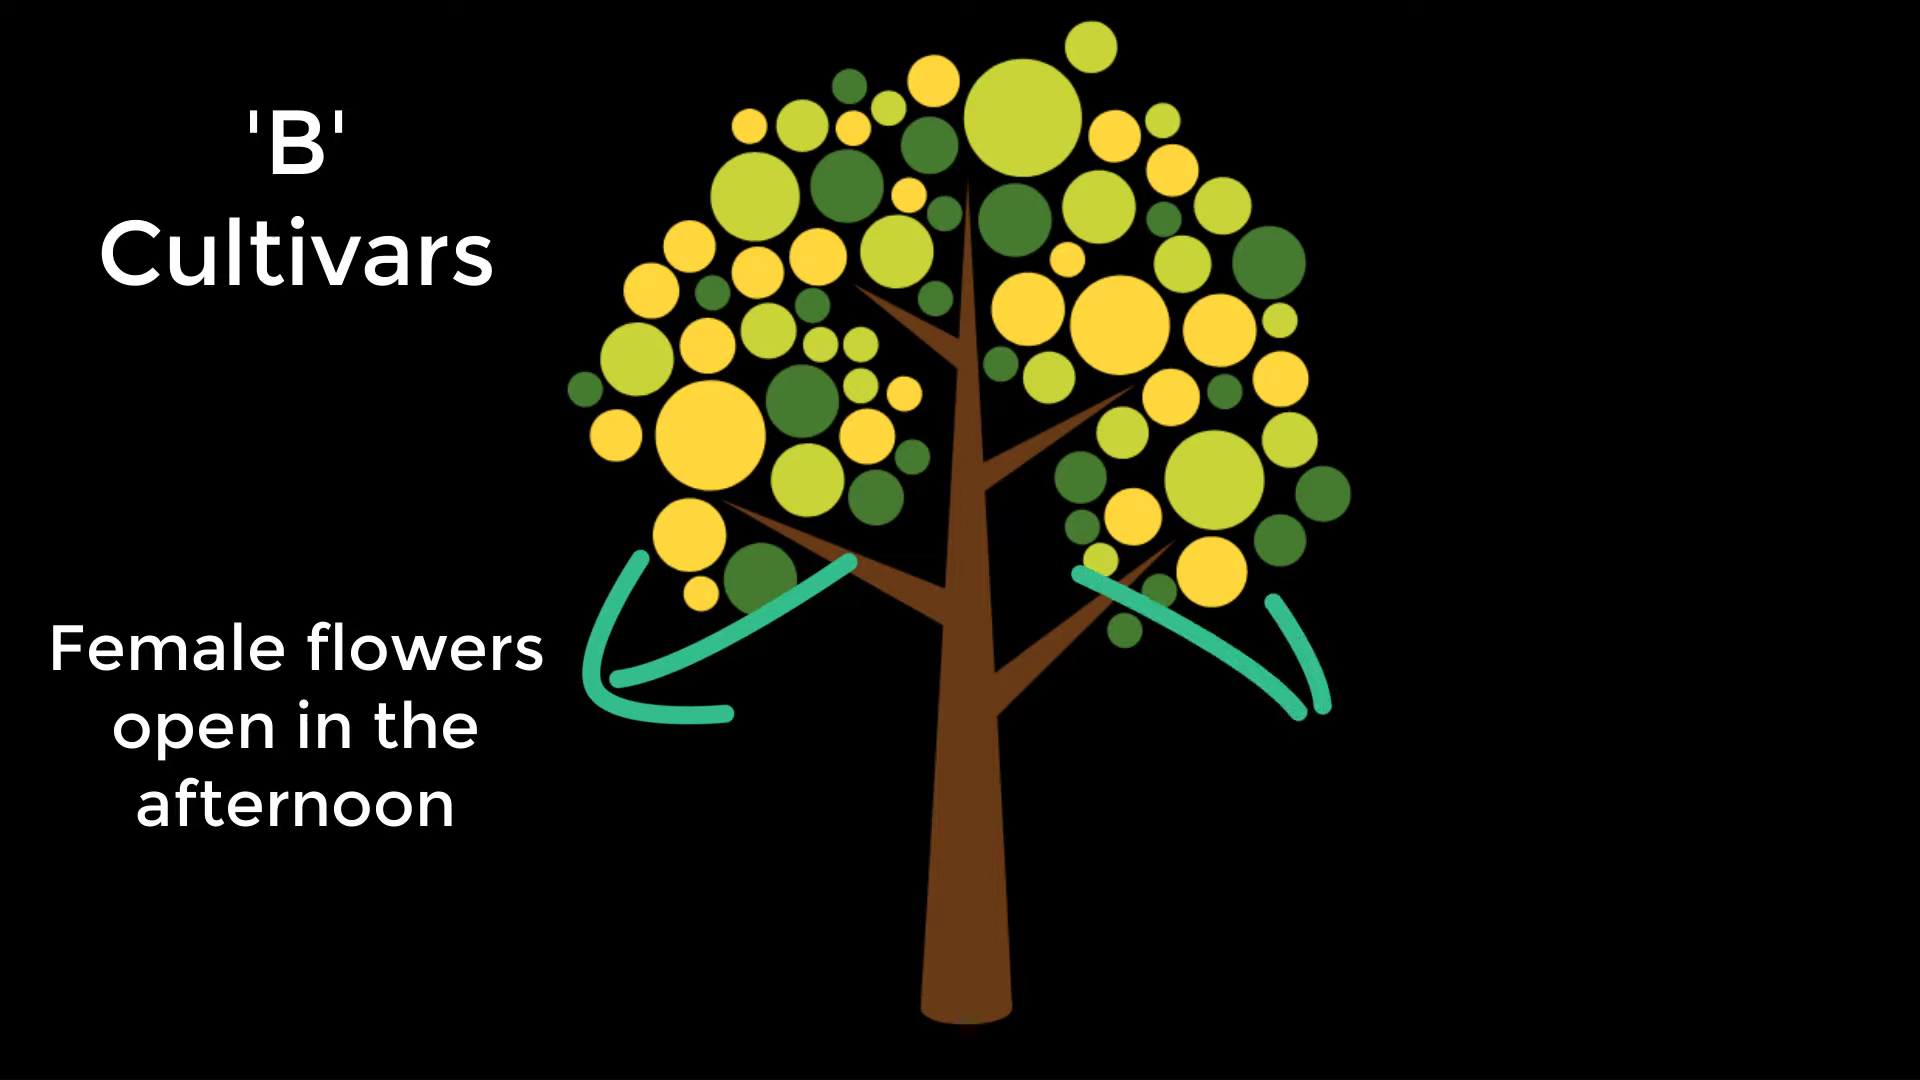 'B'
Cultivars
Female flowers
open in the
afternoon